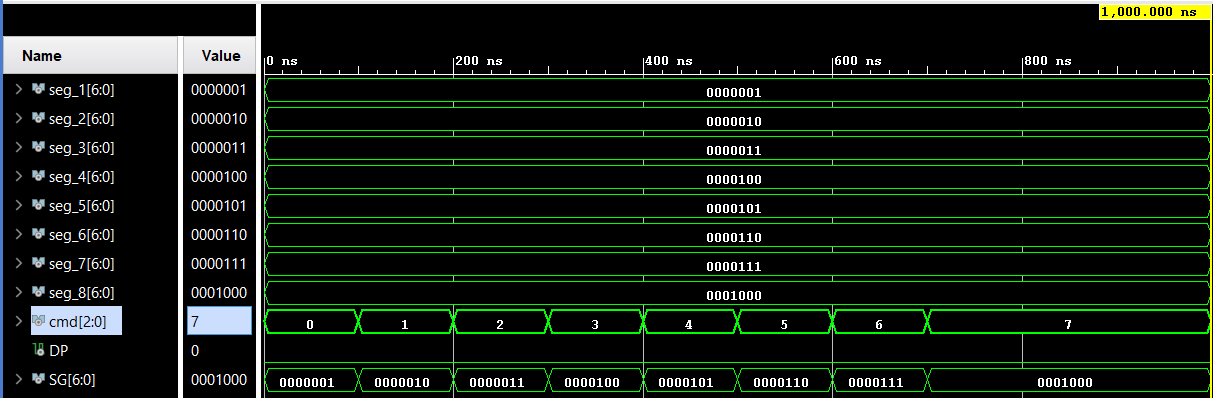 1,000.000 ns
Name Value 0 ns 200 ns 400 ns 600 ns 800 ns
seg_1[6:0] 0000001 0000001
seg_2[6:0] 0000010 0000010
seg_3[6:0] 0000011 0000011
seg_4[6:0] 0000100 0000100
seg_5[6:0] 0000101 0000101
seg_6[6:0] 0000110 0000110
seg_7[6:0] 0000111 0000111
seg_8[6:0] 0001000 0001000
cmd[2:0] 7 0 1 2 3 4 5 6 7
DP 0
SG[6:0] 0001000 0000001 0000010 0000011 0000100 0000101 0000110 0000111 0001000